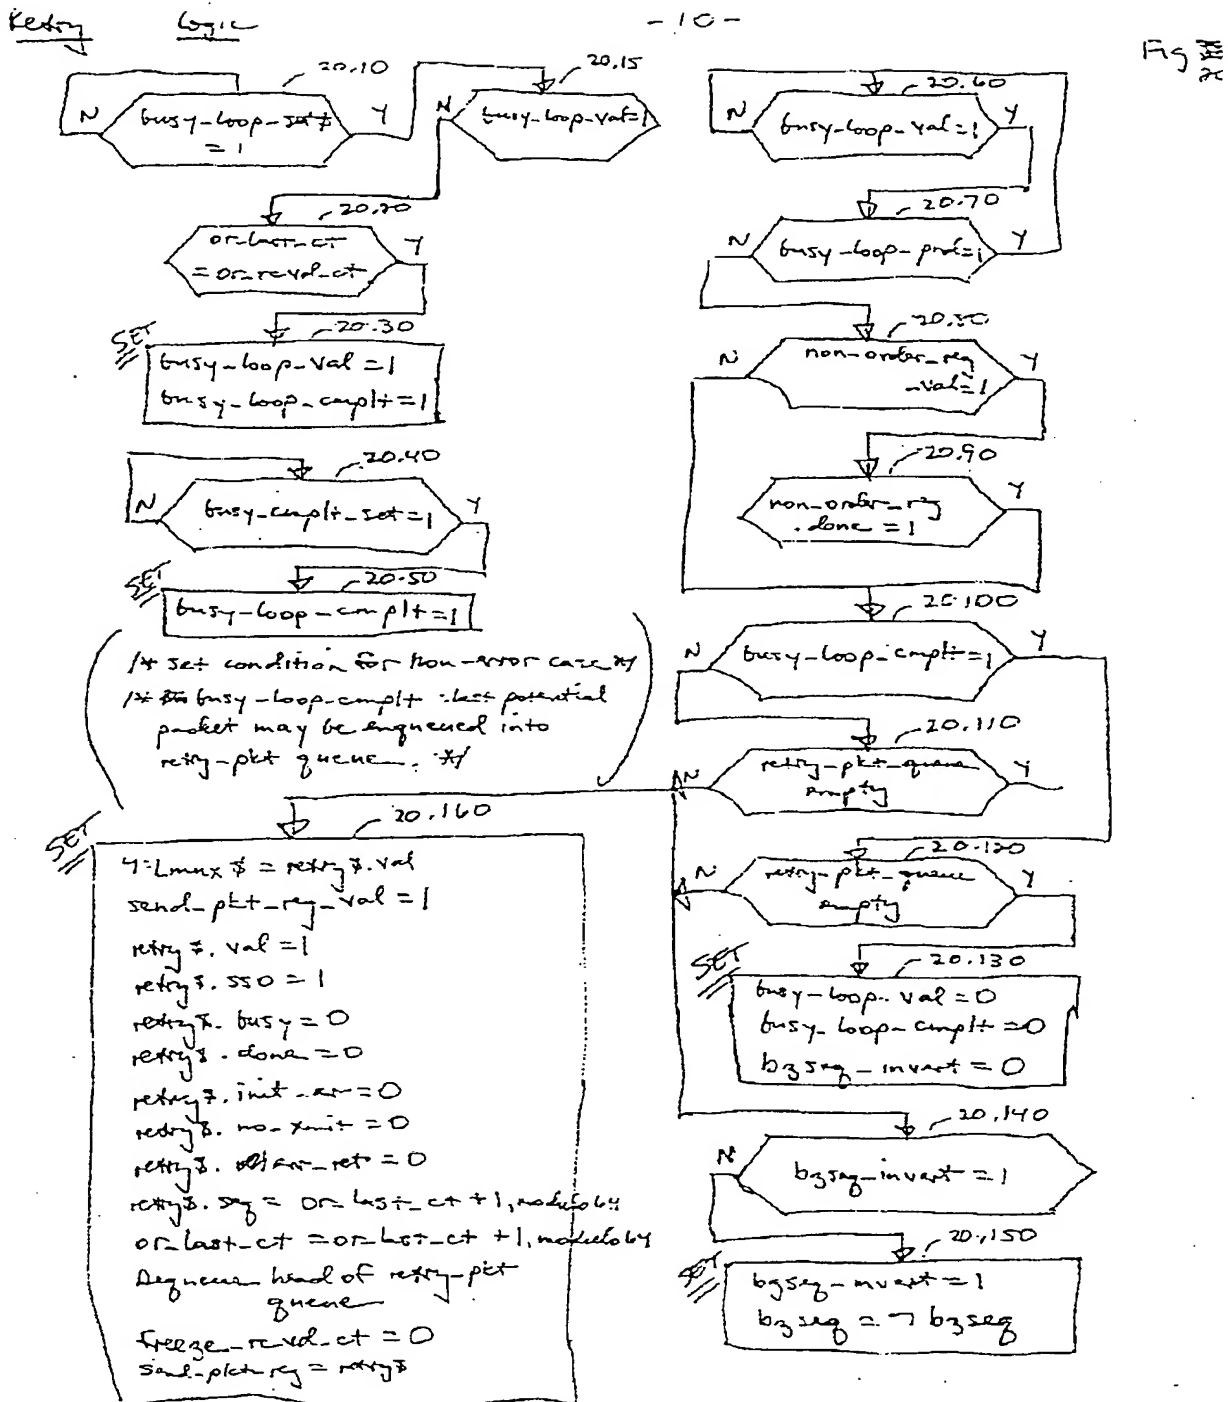 Retry Logic
- 10 -
Fig
20.10
busy-loop-set$
= 1
N
Y
20.15
busy-loop-val=1
N
20.20
or-last-ct
= or-rcvd-ct
Y
20.30
SET
busy-loop-val = 1
busy-loop-cmplt = 1
20.40
N
busy-cmplt-set=1
Y
20.50
SET
busy-loop-cmplt=1
/* set condition for non-error case */
/* busy-loop-cmplt :last potential
packet may be enqueued into
retry-pkt queue. */
20.160
SET
retry$.val
send-pkt-reg-val = 1
retry$. val = 1
retry$. sso = 1
retry$. busy = 0
retry$. done = 0
retry$. init-err = 0
retry$. no-xmit = 0
retry$. err-ret = 0
retry$. seq = or-last-ct +1, modulo 64
or-last-ct = or-last-ct +1, modulo 64
Dequeue head of retry-pkt
queue
freeze-rcvd-ct = 0
send-pkt-reg = retry$
20.60
N
busy-loop-val=1
Y
20.70
N
busy-loop-pnd=1
Y
20.80
N
non-order-reg
-val=1
Y
20.90
non-order-reg
.done = 1
Y
20.100
N
busy-loop-cmplt=1
Y
20.110
N
retry-pkt-queue
empty
Y
20.120
N
retry-pkt-queue
empty
Y
20.130
SET
busy-loop-val = 0
busy-loop-cmplt = 0
bzseq-invert = 0
20.140
N
bzseq-invert = 1
20.150
SET
bzseq-invert = 1
bzseq = ¬ bzseq